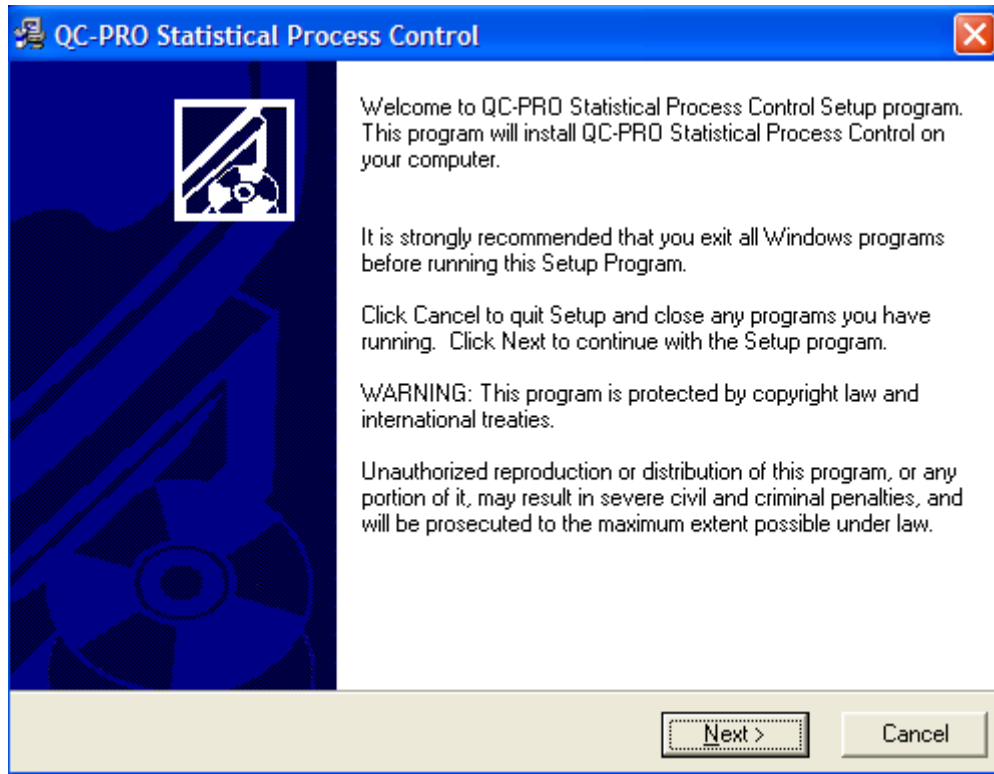 QC-PRO Statistical Process Control
Welcome to QC-PRO Statistical Process Control Setup program.
This program will install QC-PRO Statistical Process Control on
your computer.
It is strongly recommended that you exit all Windows programs
before running this Setup Program.
Click Cancel to quit Setup and close any programs you have
running.  Click Next to continue with the Setup program.
WARNING: This program is protected by copyright law and
international treaties.
Unauthorized reproduction or distribution of this program, or any
portion of it, may result in severe civil and criminal penalties, and
will be prosecuted to the maximum extent possible under law.
Next >
Cancel